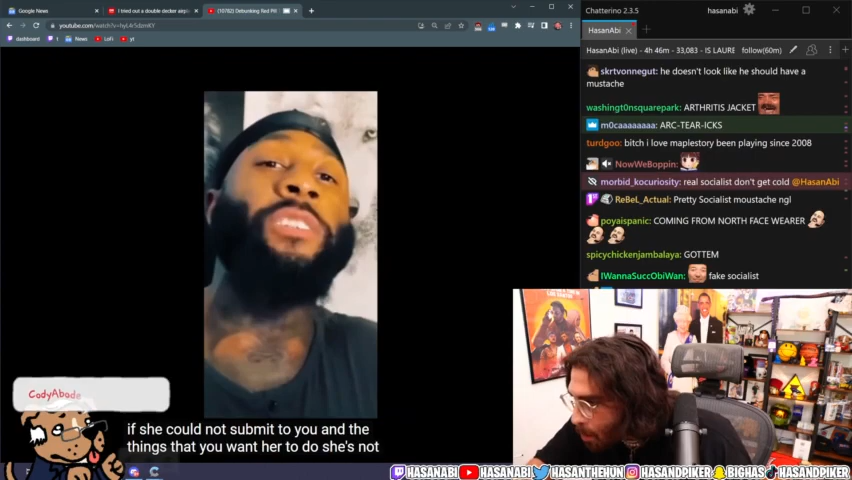 Google News
I tried out a double decker airpla
(10782) Debunking Red Pill
youtube.com/watch?v=
dashboard
1
News
LoFi
yt
if she could not submit to you and the
things that you want her to do she's not
CodyAbode
Chatterino 2.3.5
hasanabi
HasanAbi
HasanAbi (live) - 4h 46m - 33,083 - IS LAURE
follow(60m)
skrtvonnegut: he doesn't look like he should have a
mustache
washingt0nsquarepark: ARTHRITIS JACKET
m0caaaaaaaa: ARC-TEAR-ICKS
turdgoo: bitch i love maplestory been playing since 2008
NowWeBoppin:
morbid_kocuriosity: real socialist don't get cold @HasanAbi
ReBeL_Actual: Pretty Socialist moustache ngl
poyaispanic: COMING FROM NORTH FACE WEARER
spicychickenjambalaya: GOTTEM
IWannaSuccObiWan: fake socialist
HASANABI HASANABI HASANTHEHUN HASANDPIKER BIGHAS HASANDPIKER